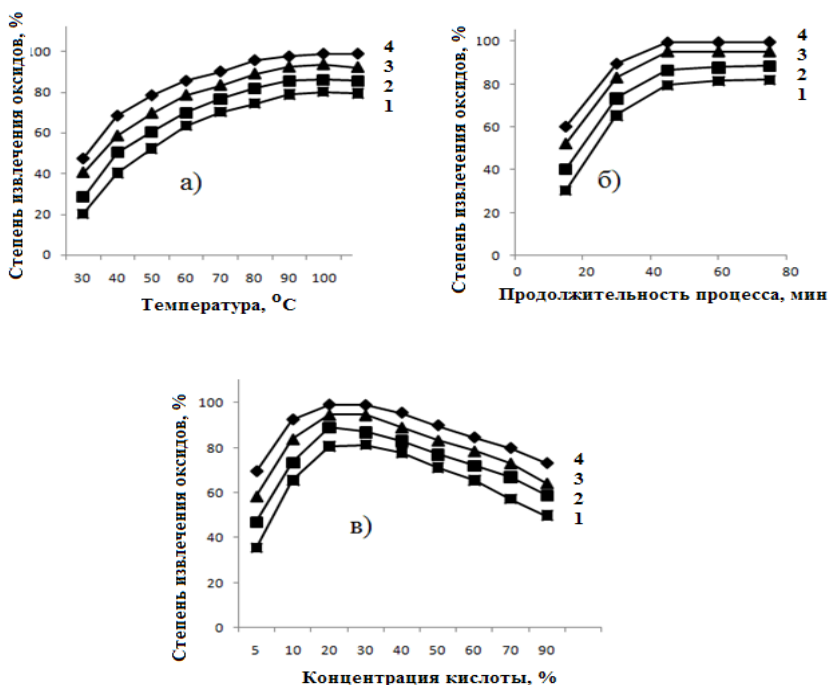 Степень извлечения оксидов, %
100
80
60
40
20
0
30 40 50 60 70 80 90 100
Температура, °С
а)
4
3
2
1
Степень извлечения оксидов, %
100
80
60
40
20
0
0 20 40 60 80
Продолжительность процесса, мин
б)
4
3
2
1
Степень извлечения оксидов, %
100
80
60
40
20
0
5 10 20 30 40 50 60 70 90
Концентрация кислоты, %
в)
4
3
2
1